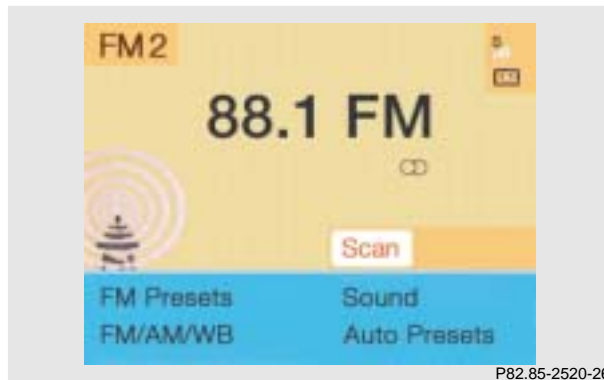 FM2
S
88.1 FM
Scan
FM Presets Sound
FM/AM/WB Auto Presets
P82.85-2520-26